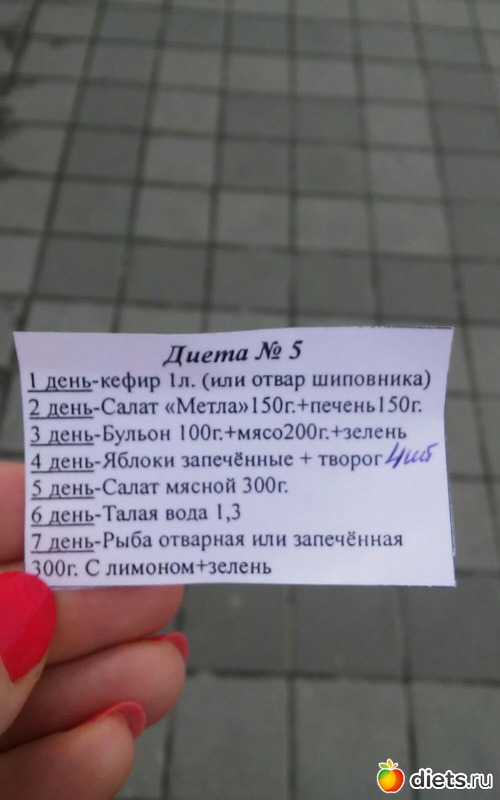 Диета № 5
1 день-кефир 1л. (или отвар шиповника)
2 день-Салат «Метла»150г.+печень150г.
3 день-Бульон 100г.+мясо200г.+зелень
4 день-Яблоки запечённые + творог 4шт
5 день-Салат мясной 300г.
6 день-Талая вода 1,3
7 день-Рыба отварная или запечённая
300г. С лимоном+зелень
diets.ru